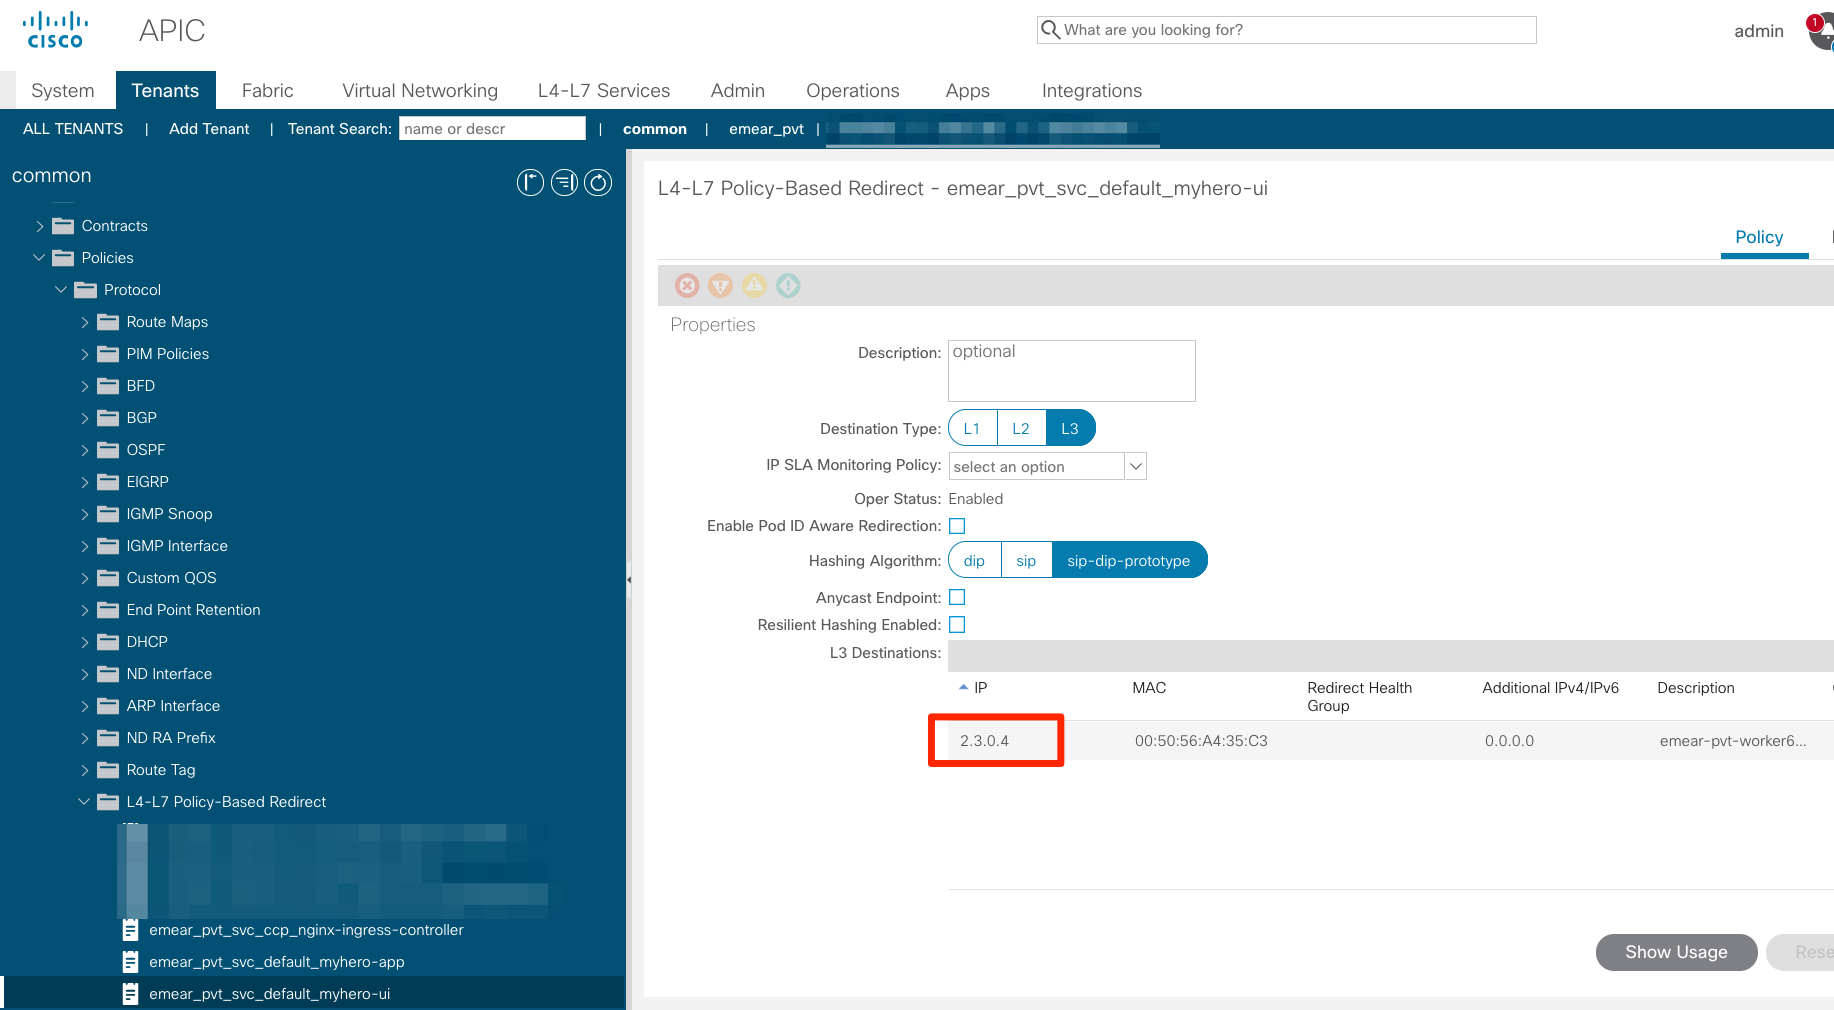 cisco
APIC
What are you looking for?
admin
1
System
Tenants
Fabric
Virtual Networking
L4-L7 Services
Admin
Operations
Apps
Integrations
ALL TENANTS | Add Tenant | Tenant Search: name or descr | common | emear_pvt |
common
Contracts
Policies
Protocol
Route Maps
PIM Policies
BFD
BGP
OSPF
EIGRP
IGMP Snoop
IGMP Interface
Custom QOS
End Point Retention
DHCP
ND Interface
ARP Interface
ND RA Prefix
Route Tag
L4-L7 Policy-Based Redirect
emear_pvt_svc_ccp_nginx-ingress-controller
emear_pvt_svc_default_myhero-app
emear_pvt_svc_default_myhero-ui
L4-L7 Policy-Based Redirect - emear_pvt_svc_default_myhero-ui
Policy
Properties
Description: optional
Destination Type: L1 L2 L3
IP SLA Monitoring Policy: select an option
Oper Status: Enabled
Enable Pod ID Aware Redirection:
Hashing Algorithm: dip sip sip-dip-prototype
Anycast Endpoint:
Resilient Hashing Enabled:
L3 Destinations:
IP MAC Redirect Health Group Additional IPv4/IPv6 Description
2.3.0.4 00:50:56:A4:35:C3 0.0.0.0 emear-pvt-worker6...
Show Usage
Rese